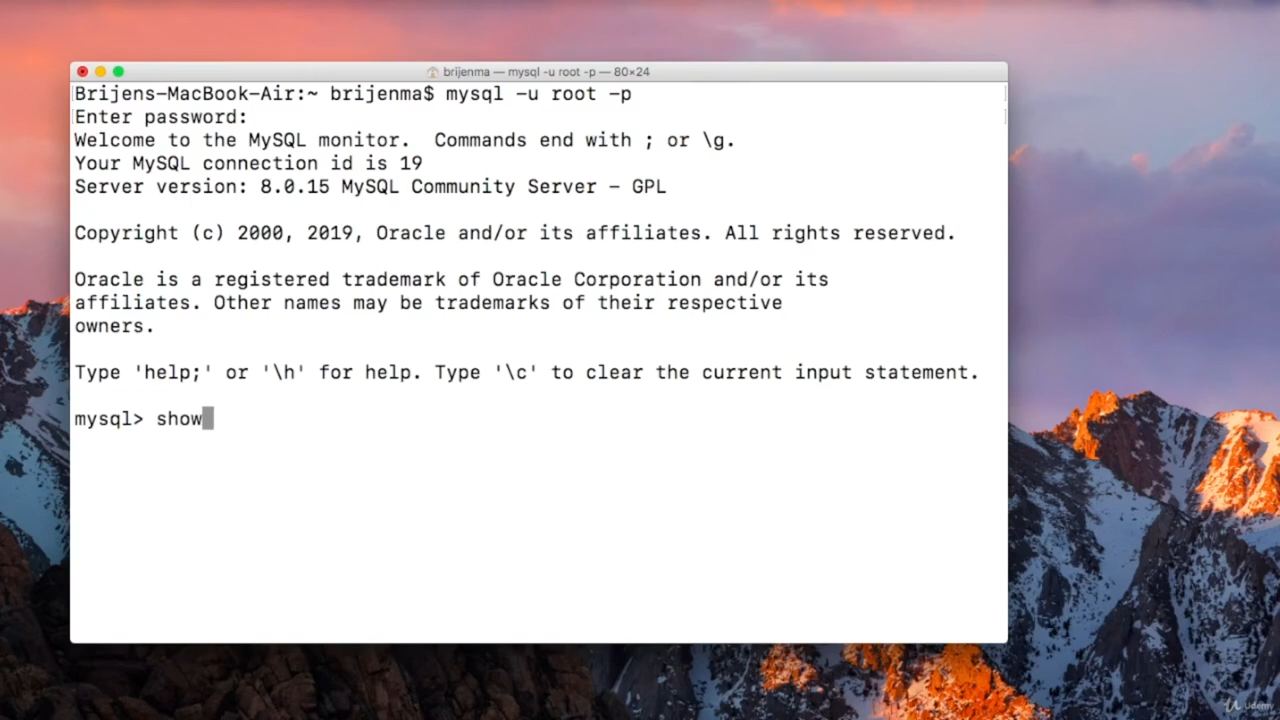 brijenma — mysql -u root -p — 80×24
Brijens-MacBook-Air:~ brijenma$ mysql -u root -p
Enter password:
Welcome to the MySQL monitor.  Commands end with ; or \g.
Your MySQL connection id is 19
Server version: 8.0.15 MySQL Community Server - GPL
Copyright (c) 2000, 2019, Oracle and/or its affiliates. All rights reserved.
Oracle is a registered trademark of Oracle Corporation and/or its
affiliates. Other names may be trademarks of their respective
owners.
Type 'help;' or '\h' for help. Type '\c' to clear the current input statement.
mysql> show
Udemy